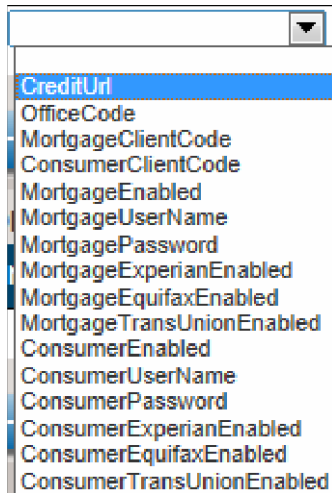 CreditUrl
OfficeCode
MortgageClientCode
ConsumerClientCode
MortgageEnabled
MortgageUserName
MortgagePassword
MortgageExperianEnabled
MortgageEquifaxEnabled
MortgageTransUnionEnabled
ConsumerEnabled
ConsumerUserName
ConsumerPassword
ConsumerExperianEnabled
ConsumerEquifaxEnabled
ConsumerTransUnionEnabled